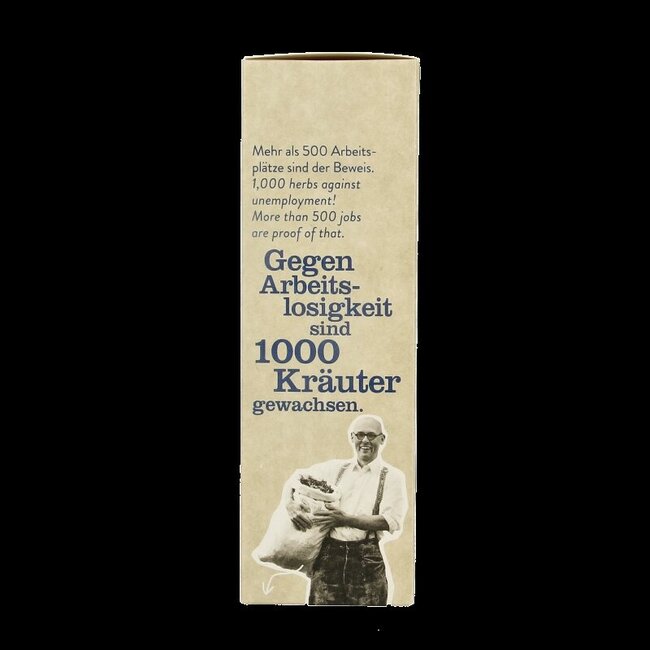 Mehr als 500 Arbeits-
plätze sind der Beweis.
1,000 herbs against
unemployment!
More than 500 jobs
are proof of that.
Gegen
Arbeits-
losigkeit
sind
1000
Kräuter
gewachsen.